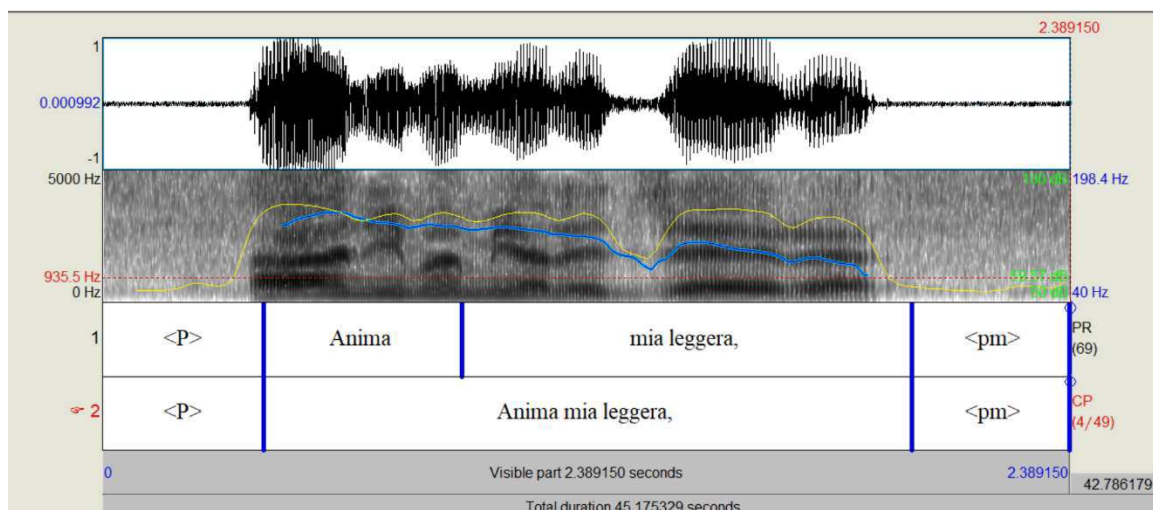 2.389150
1
0.000992
-1
5000 Hz
198.4 Hz
935.5 Hz
0 Hz
40 Hz
1 <P> Anima mia leggera, <pm> PR
(69)
2 <P> Anima mia leggera, <pm> CP
(4/49)
0 Visible part 2.389150 seconds 2.389150
42.786179
Total duration 45.175329 seconds